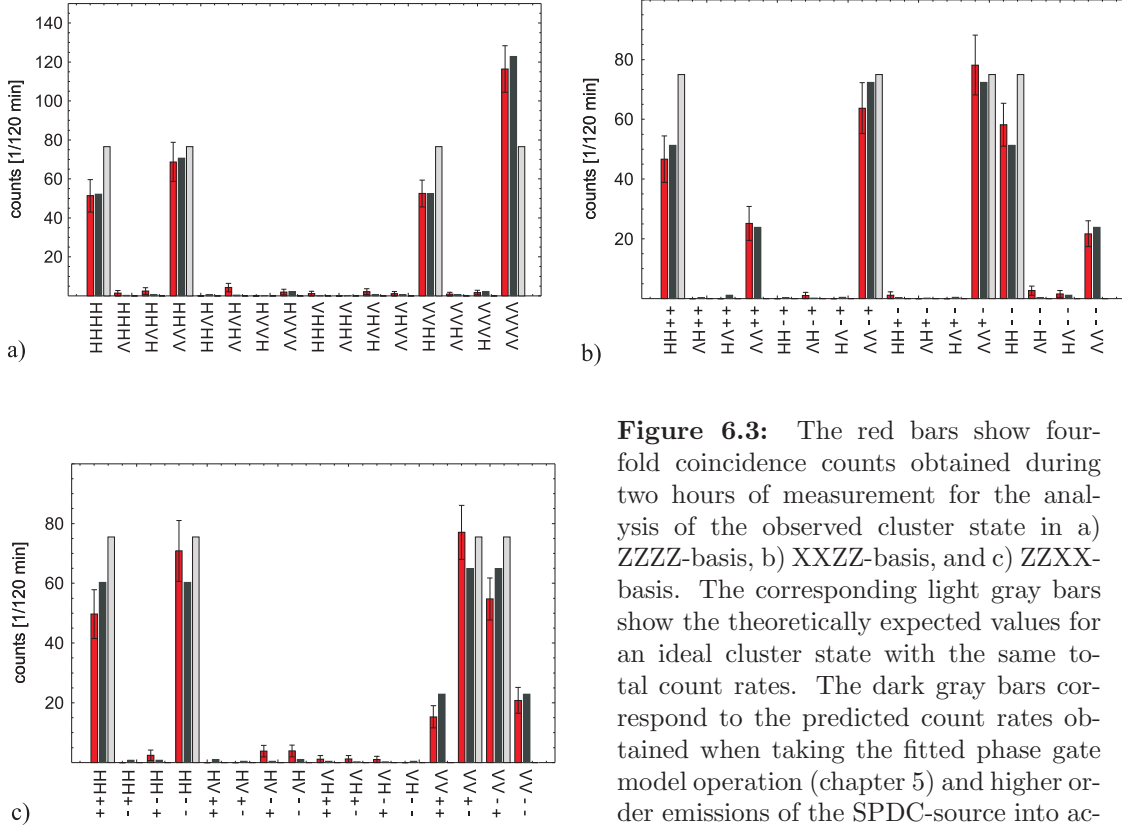 140
120
100
80
60
40
20
counts [1/120 min]
HHHH
HHHV
HHVH
HHVV
HVHH
HVHV
HVVH
HVVV
VHHH
VHHV
VHVH
VHVV
VVHH
VVHV
VVVH
VVVV
a)
80
60
40
20
counts [1/120 min]
++HH
++HV
++VH
++VV
+-HH
+-HV
+-VH
+-VV
-+HH
-+HV
-+VH
-+VV
--HH
--HV
--VH
--VV
b)
80
60
40
20
counts [1/120 min]
HH++
HH+-
HH-+
HH--
HV++
HV+-
HV-+
HV--
VH++
VH+-
VH-+
VH--
VV++
VV+-
VV-+
VV--
c)
Figure 6.3: The red bars show four-
fold coincidence counts obtained during
two hours of measurement for the anal-
ysis of the observed cluster state in a)
ZZZZ-basis, b) XXZZ-basis, and c) ZZXX-
basis. The corresponding light gray bars
show the theoretically expected values for
an ideal cluster state with the same to-
tal count rates. The dark gray bars cor-
respond to the predicted count rates ob-
tained when taking the fitted phase gate
model operation (chapter 5) and higher or-
der emissions of the SPDC-source into ac-